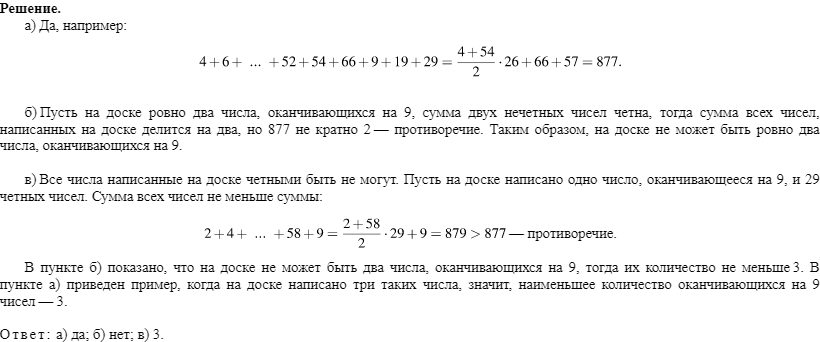 Решение.
а) Да, например:
4 + 6 + ... + 52 + 54 + 66 + 9 + 19 + 29 = \frac{4+54}{2} · 26 + 66 + 57 = 877.
б) Пусть на доске ровно два числа, оканчивающихся на 9, сумма двух нечетных чисел четна, тогда сумма всех чисел,
написанных на доске делится на два, но 877 не кратно 2 — противоречие. Таким образом, на доске не может быть ровно два
числа, оканчивающихся на 9.
в) Все числа написанные на доске четными быть не могут. Пусть на доске написано одно число, оканчивающееся на 9, и 29
четных чисел. Сумма всех чисел не меньше суммы:
2 + 4 + ... + 58 + 9 = \frac{2+58}{2} · 29 + 9 = 879 > 877 — противоречие.
В пункте б) показано, что на доске не может быть два числа, оканчивающихся на 9, тогда их количество не меньше 3. В
пункте а) приведен пример, когда на доске написано три таких числа, значит, наименьшее количество оканчивающихся на 9
чисел — 3.
Ответ: а) да; б) нет; в) 3.